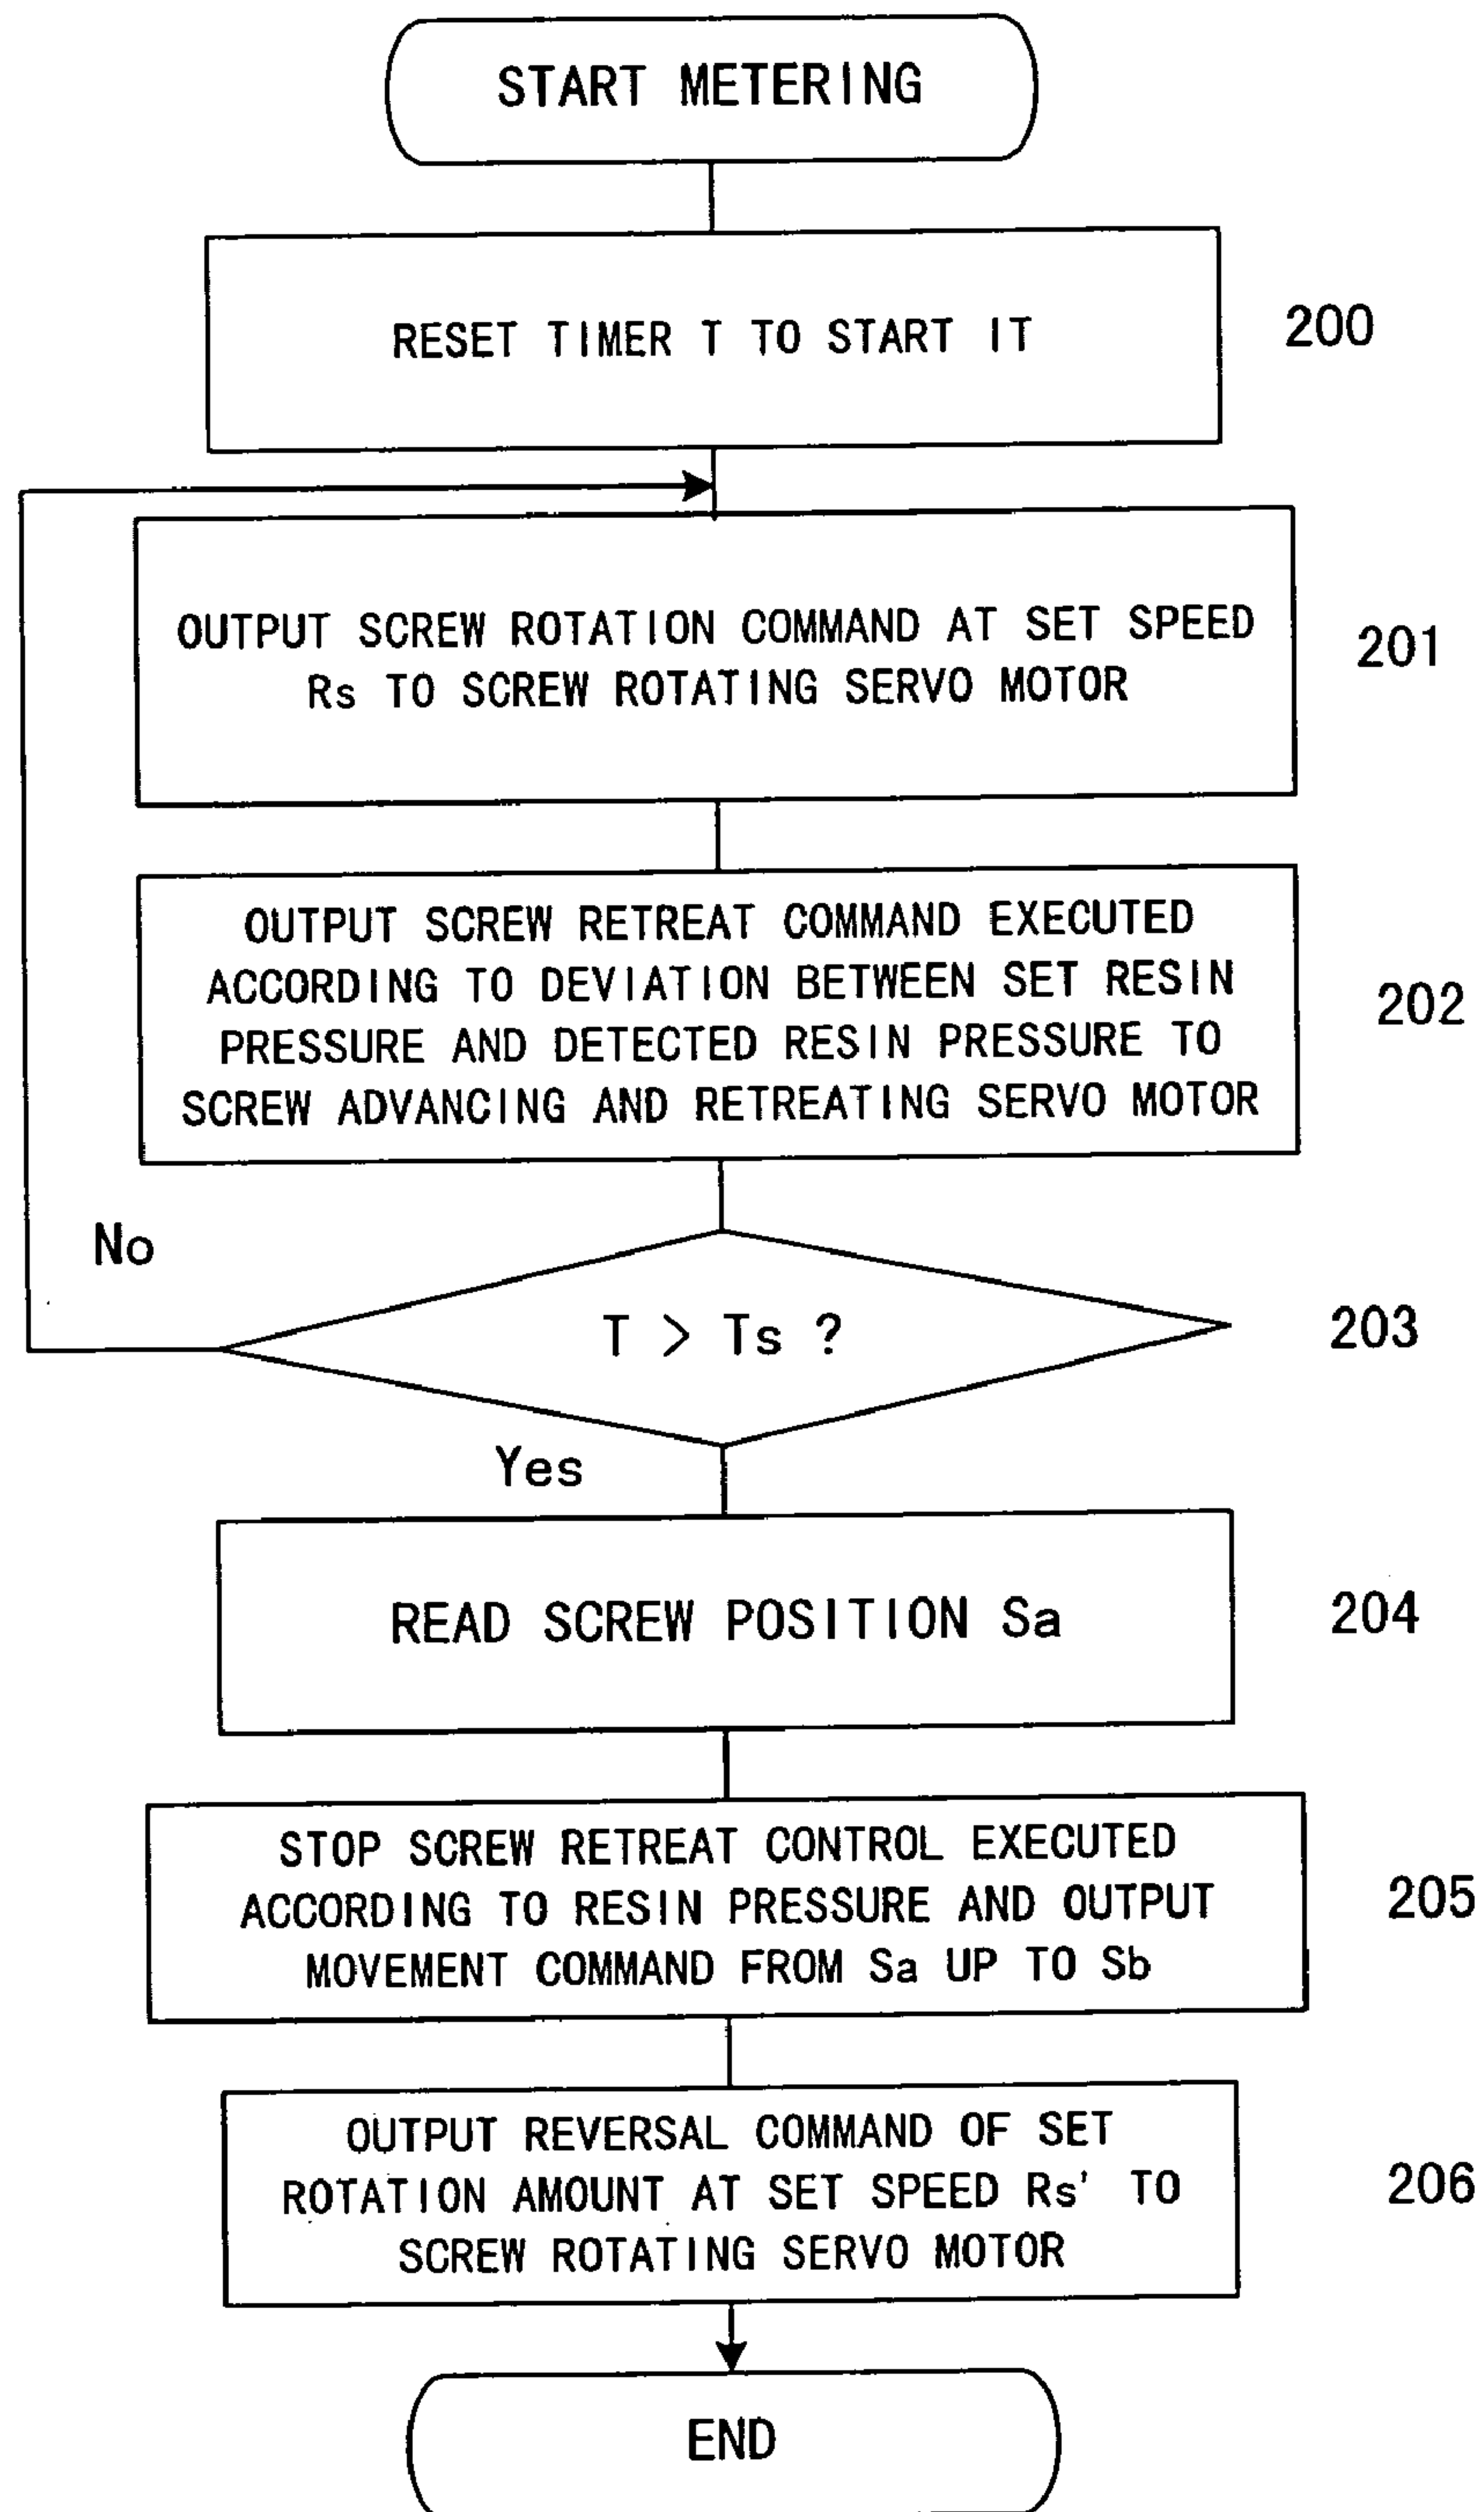 START METERING
RESET TIMER T TO START IT
200
OUTPUT SCREW ROTATION COMMAND AT SET SPEED
Rs TO SCREW ROTATING SERVO MOTOR
201
OUTPUT SCREW RETREAT COMMAND EXECUTED
ACCORDING TO DEVIATION BETWEEN SET RESIN
PRESSURE AND DETECTED RESIN PRESSURE TO
SCREW ADVANCING AND RETREATING SERVO MOTOR
202
No
T > Ts ?
203
Yes
READ SCREW POSITION Sa
204
STOP SCREW RETREAT CONTROL EXECUTED
ACCORDING TO RESIN PRESSURE AND OUTPUT
MOVEMENT COMMAND FROM Sa UP TO Sb
205
OUTPUT REVERSAL COMMAND OF SET
ROTATION AMOUNT AT SET SPEED Rs' TO
SCREW ROTATING SERVO MOTOR
206
END